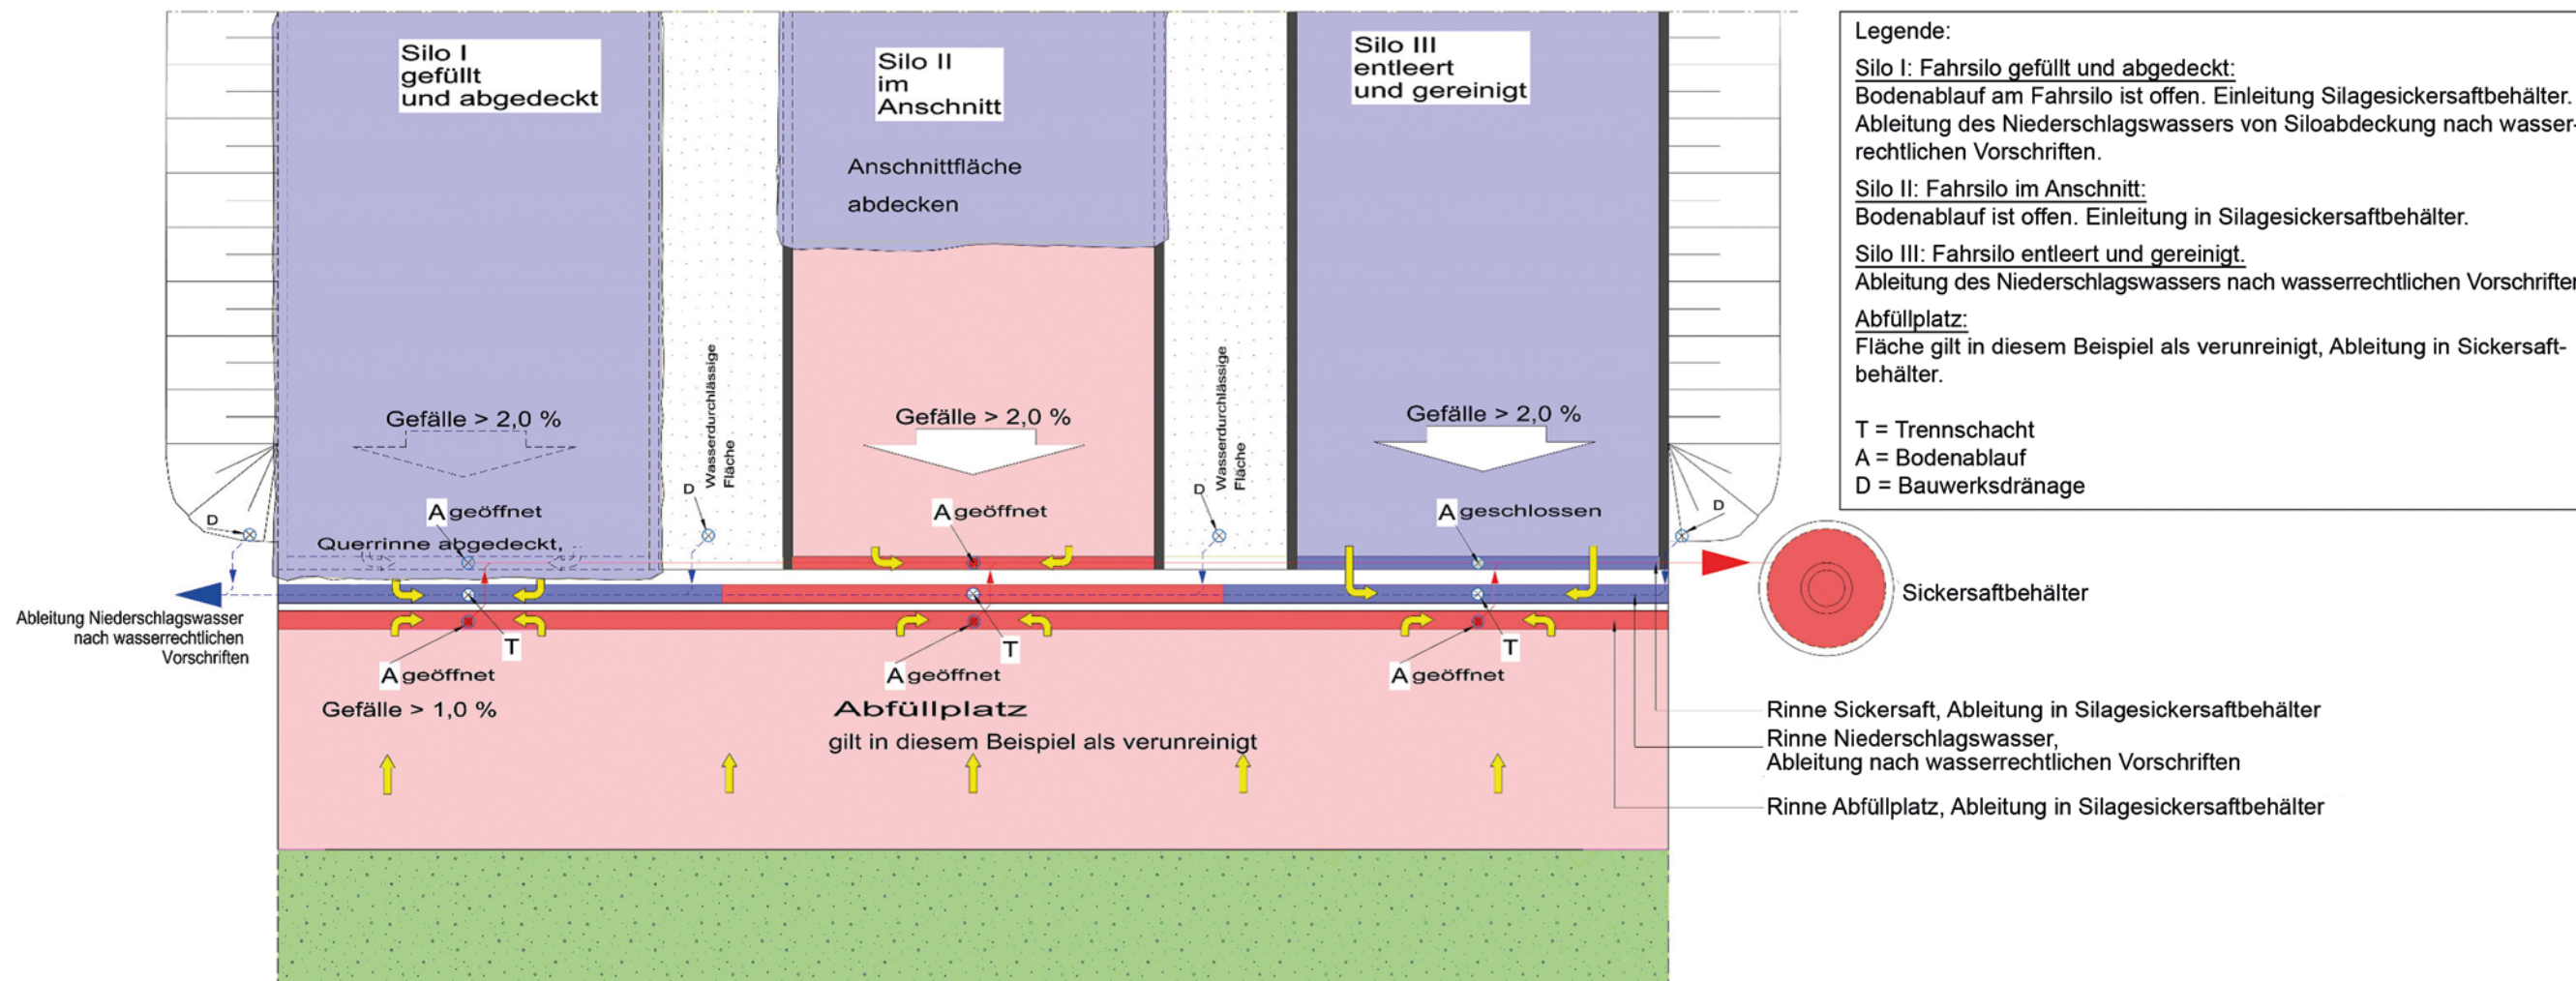 Silo I
gefüllt
und abgedeckt
Silo II
im
Anschnitt
Anschnittfläche
abdecken
Silo III
entleert
und gereinigt
Gefälle > 2,0 %
Gefälle > 2,0 %
Gefälle > 2,0 %
Wasserdurchlässige
Fläche
Wasserdurchlässige
Fläche
D
D
D
D
A geöffnet
A geöffnet
A geschlossen
Querrinne abgedeckt,
Ableitung Niederschlagswasser
nach wasserrechtlichen
Vorschriften
T
T
T
A geöffnet
A geöffnet
A geöffnet
Gefälle > 1,0 %
Abfüllplatz
gilt in diesem Beispiel als verunreinigt
Legende:
Silo I: Fahrsilo gefüllt und abgedeckt:
Bodenablauf am Fahrsilo ist offen. Einleitung Silagesickersaftbehälter.
Ableitung des Niederschlagswassers von Siloabdeckung nach wasser-
rechtlichen Vorschriften.
Silo II: Fahrsilo im Anschnitt:
Bodenablauf ist offen. Einleitung in Silagesickersaftbehälter.
Silo III: Fahrsilo entleert und gereinigt.
Ableitung des Niederschlagswassers nach wasserrechtlichen Vorschriften
Abfüllplatz:
Fläche gilt in diesem Beispiel als verunreinigt, Ableitung in Sickersaft-
behälter.
T = Trennschacht
A = Bodenablauf
D = Bauwerksdränage
Sickersaftbehälter
Rinne Sickersaft, Ableitung in Silagesickersaftbehälter
Rinne Niederschlagswasser,
Ableitung nach wasserrechtlichen Vorschriften
Rinne Abfüllplatz, Ableitung in Silagesickersaftbehälter